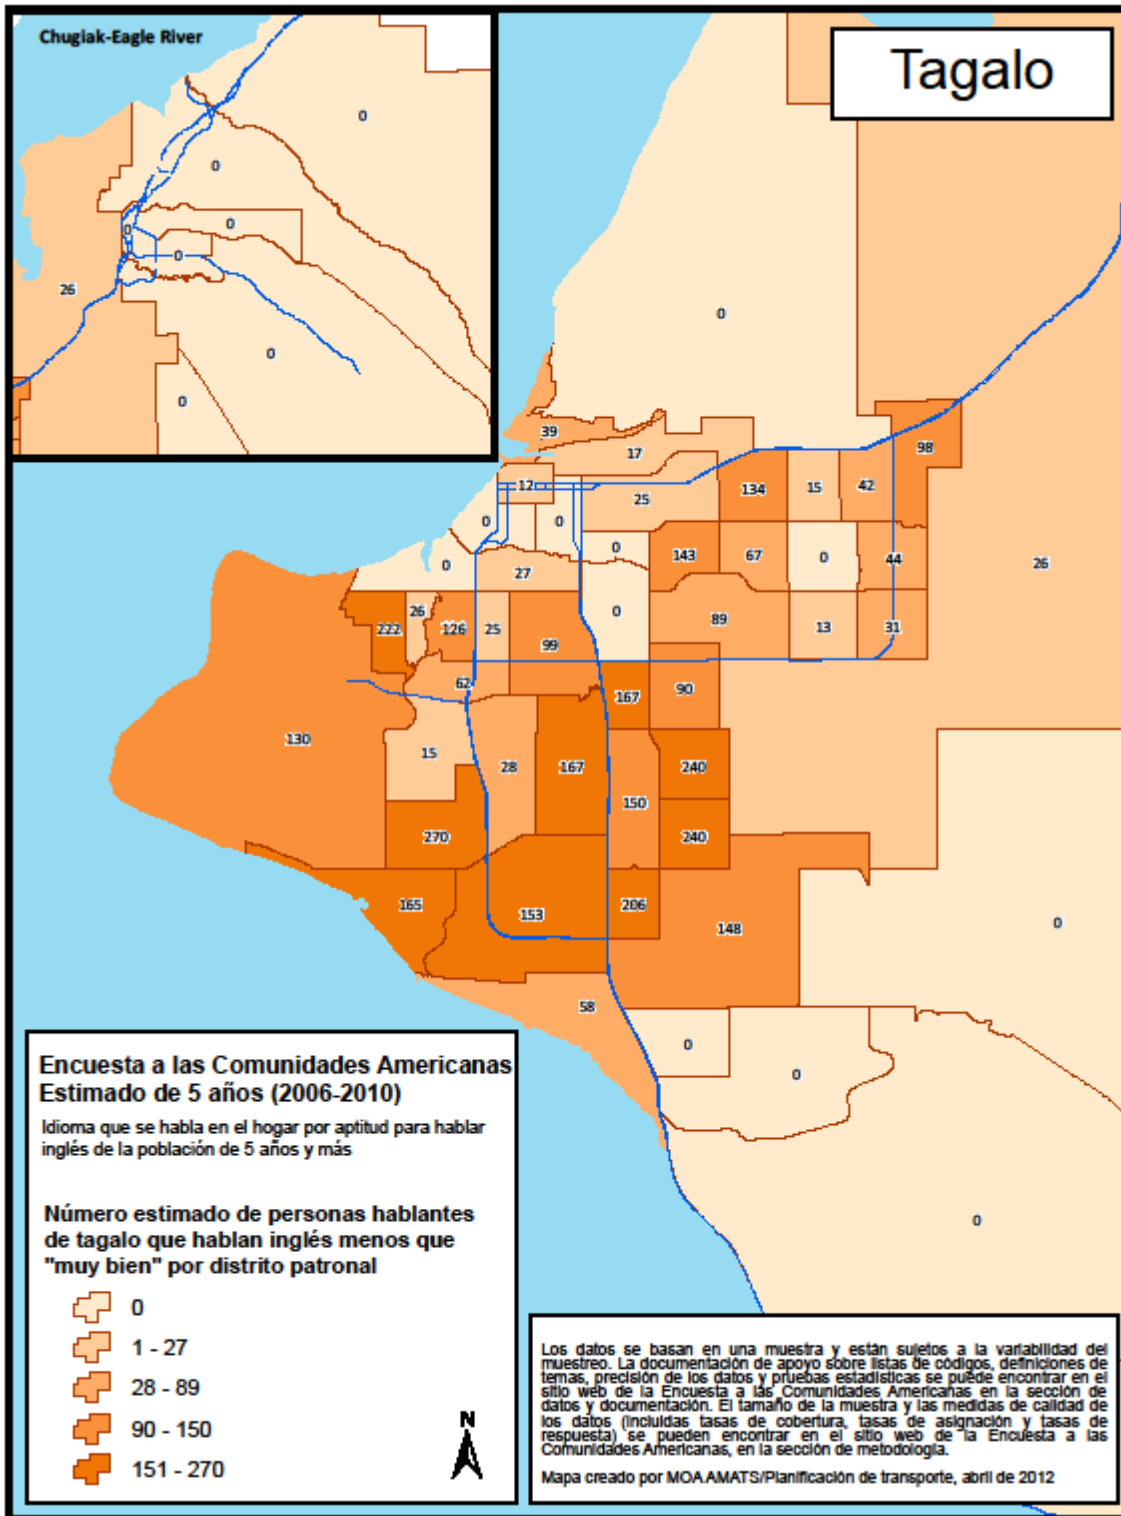 Chugiak-Eagle River
Tagalo
0
0
0
0
0
26
0
0
0
39
17
98
12
134
15
42
25
0
0
0
143
67
0
44
26
0
27
0
26
222
126
25
99
89
13
31
62
167
90
130
15
28
167
240
150
270
240
165
153
206
148
0
58
0
0
0
Encuesta a las Comunidades Americanas
Estimado de 5 años (2006-2010)
Idioma que se habla en el hogar por aptitud para hablar
inglés de la población de 5 años y más
Número estimado de personas hablantes
de tagalo que hablan inglés menos que
"muy bien" por distrito patronal
0
1 - 27
28 - 89
90 - 150
151 - 270
N
Los datos se basan en una muestra y están sujetos a la variabilidad del
muestreo. La documentación de apoyo sobre listas de códigos, definiciones de
temas, precisión de los datos y pruebas estadísticas se puede encontrar en el
sitio web de la Encuesta a las Comunidades Americanas en la sección de
datos y documentación. El tamaño de la muestra y las medidas de calidad de
los datos (incluidas tasas de cobertura, tasas de asignación y tasas de
respuesta) se pueden encontrar en el sitio web de la Encuesta a las
Comunidades Americanas, en la sección de metodología.
Mapa creado por MOA AMATS/Planificación de transporte, abril de 2012